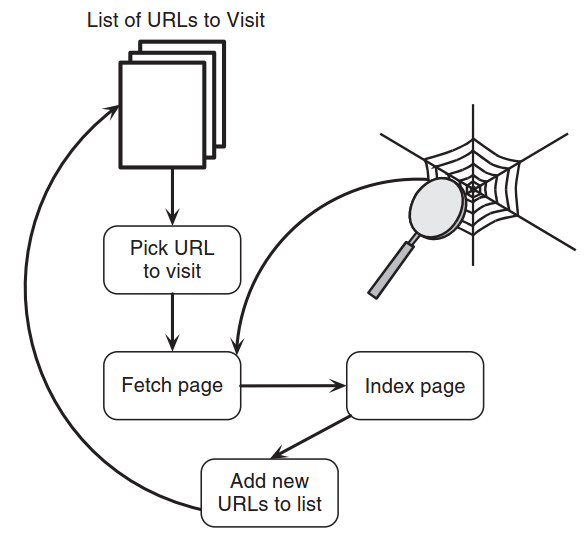 List of URLs to Visit
Pick URL
to visit
Fetch page
Index page
Add new
URLs to list